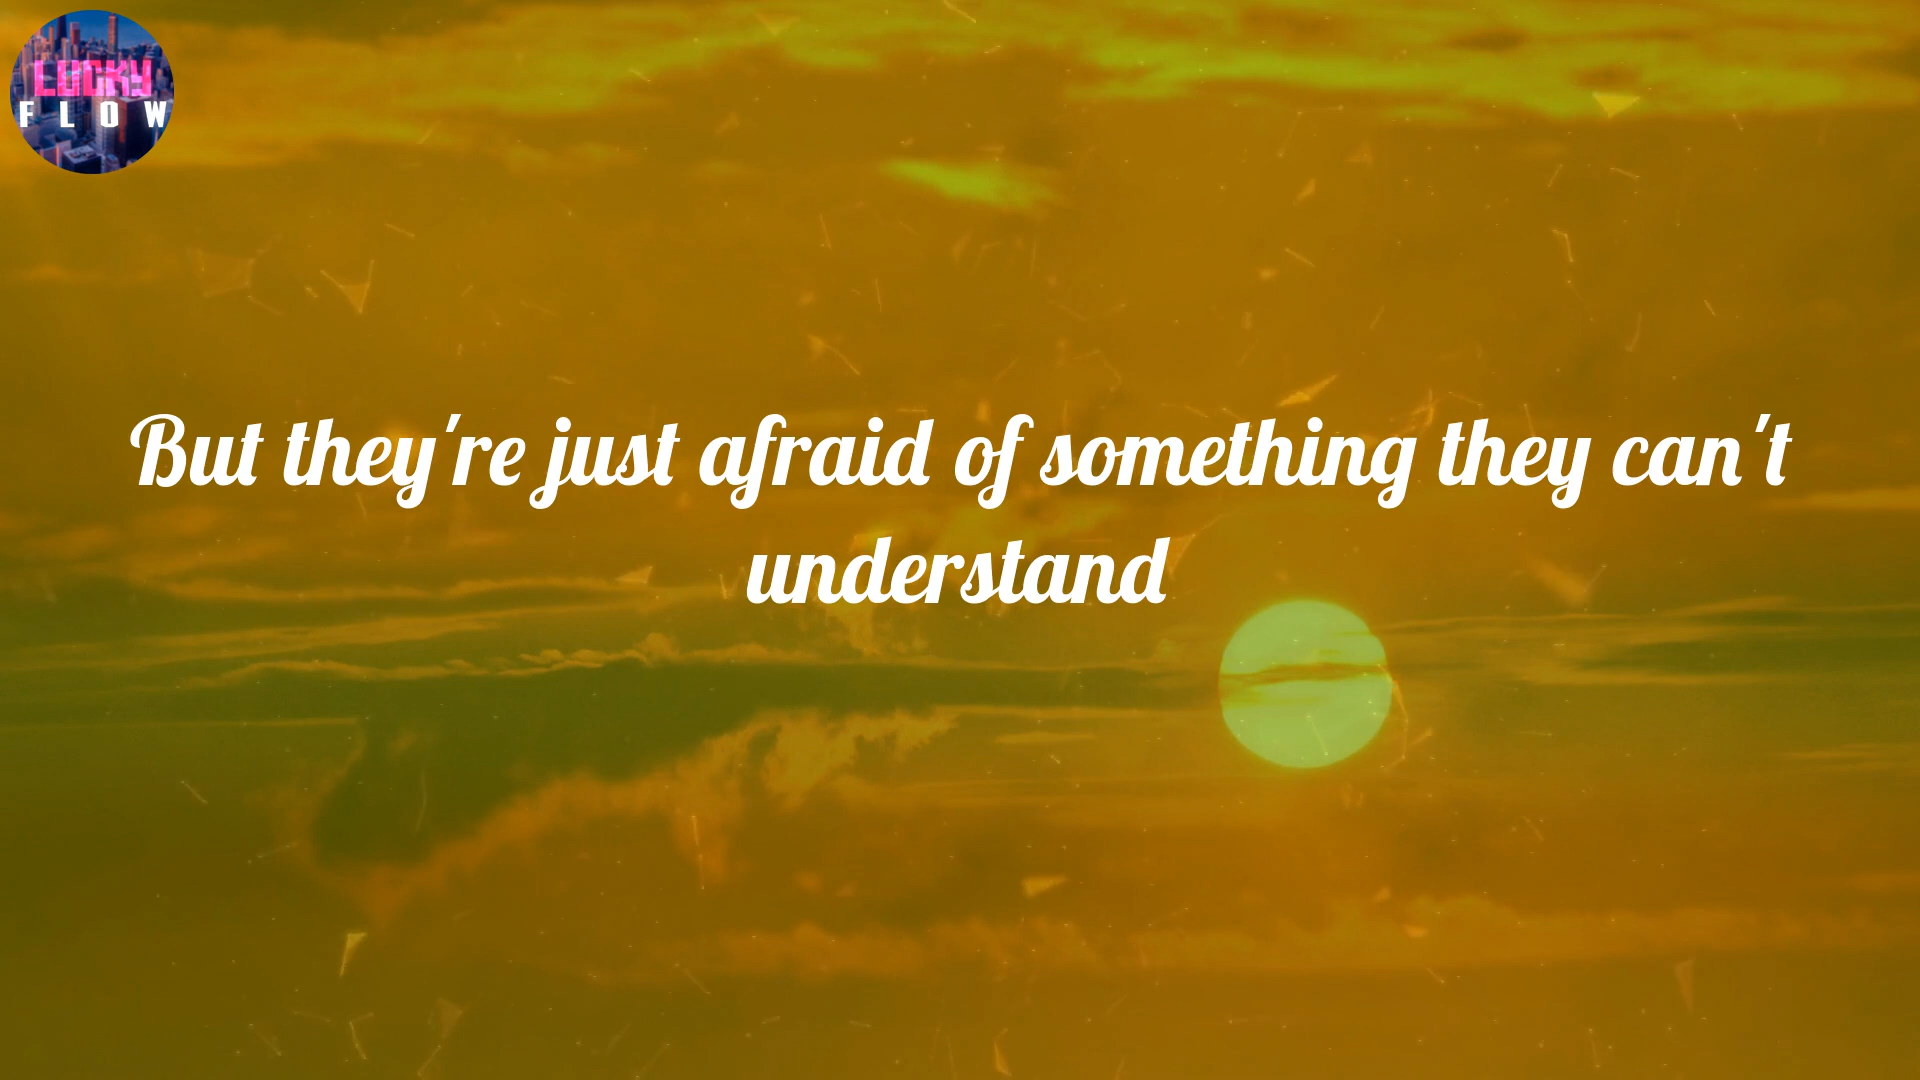 LUCKY
FLOW
But they're just afraid of something they can't
understand